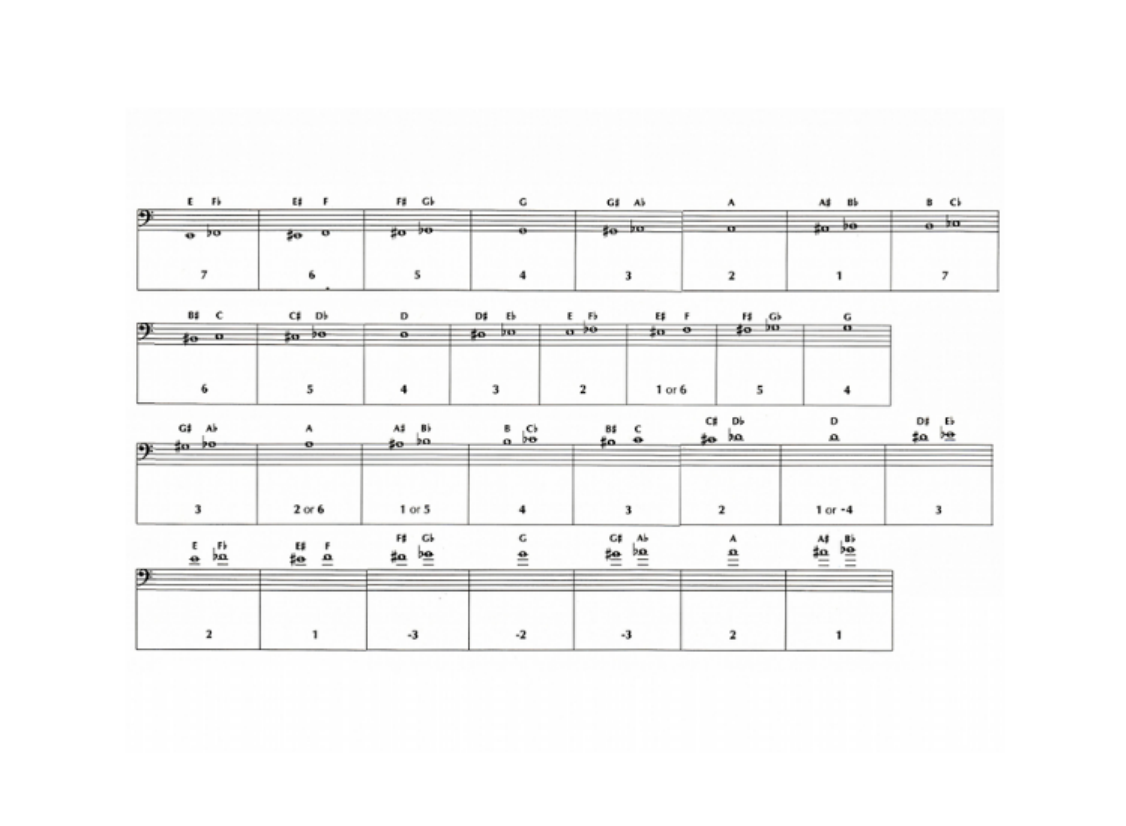 E F♭ E♯ F F♯ G♭ G G♯ A♭ A A♯ B♭ B C♭
7 6 5 4 3 2 1 7
B♯ C C♯ D♭ D D♯ E♭ E F♭ E♯ F F♯ G♭ G
6 5 4 3 2 1 or 6 5 4
G♯ A♭ A A♯ B♭ B C♭ B♯ C C♯ D♭ D D♯ E♭
3 2 or 6 1 or 5 4 3 2 1 or -4 3
E F♭ E♯ F F♯ G♭ G G♯ A♭ A A♯ B♭
2 1 -3 -2 -3 2 1